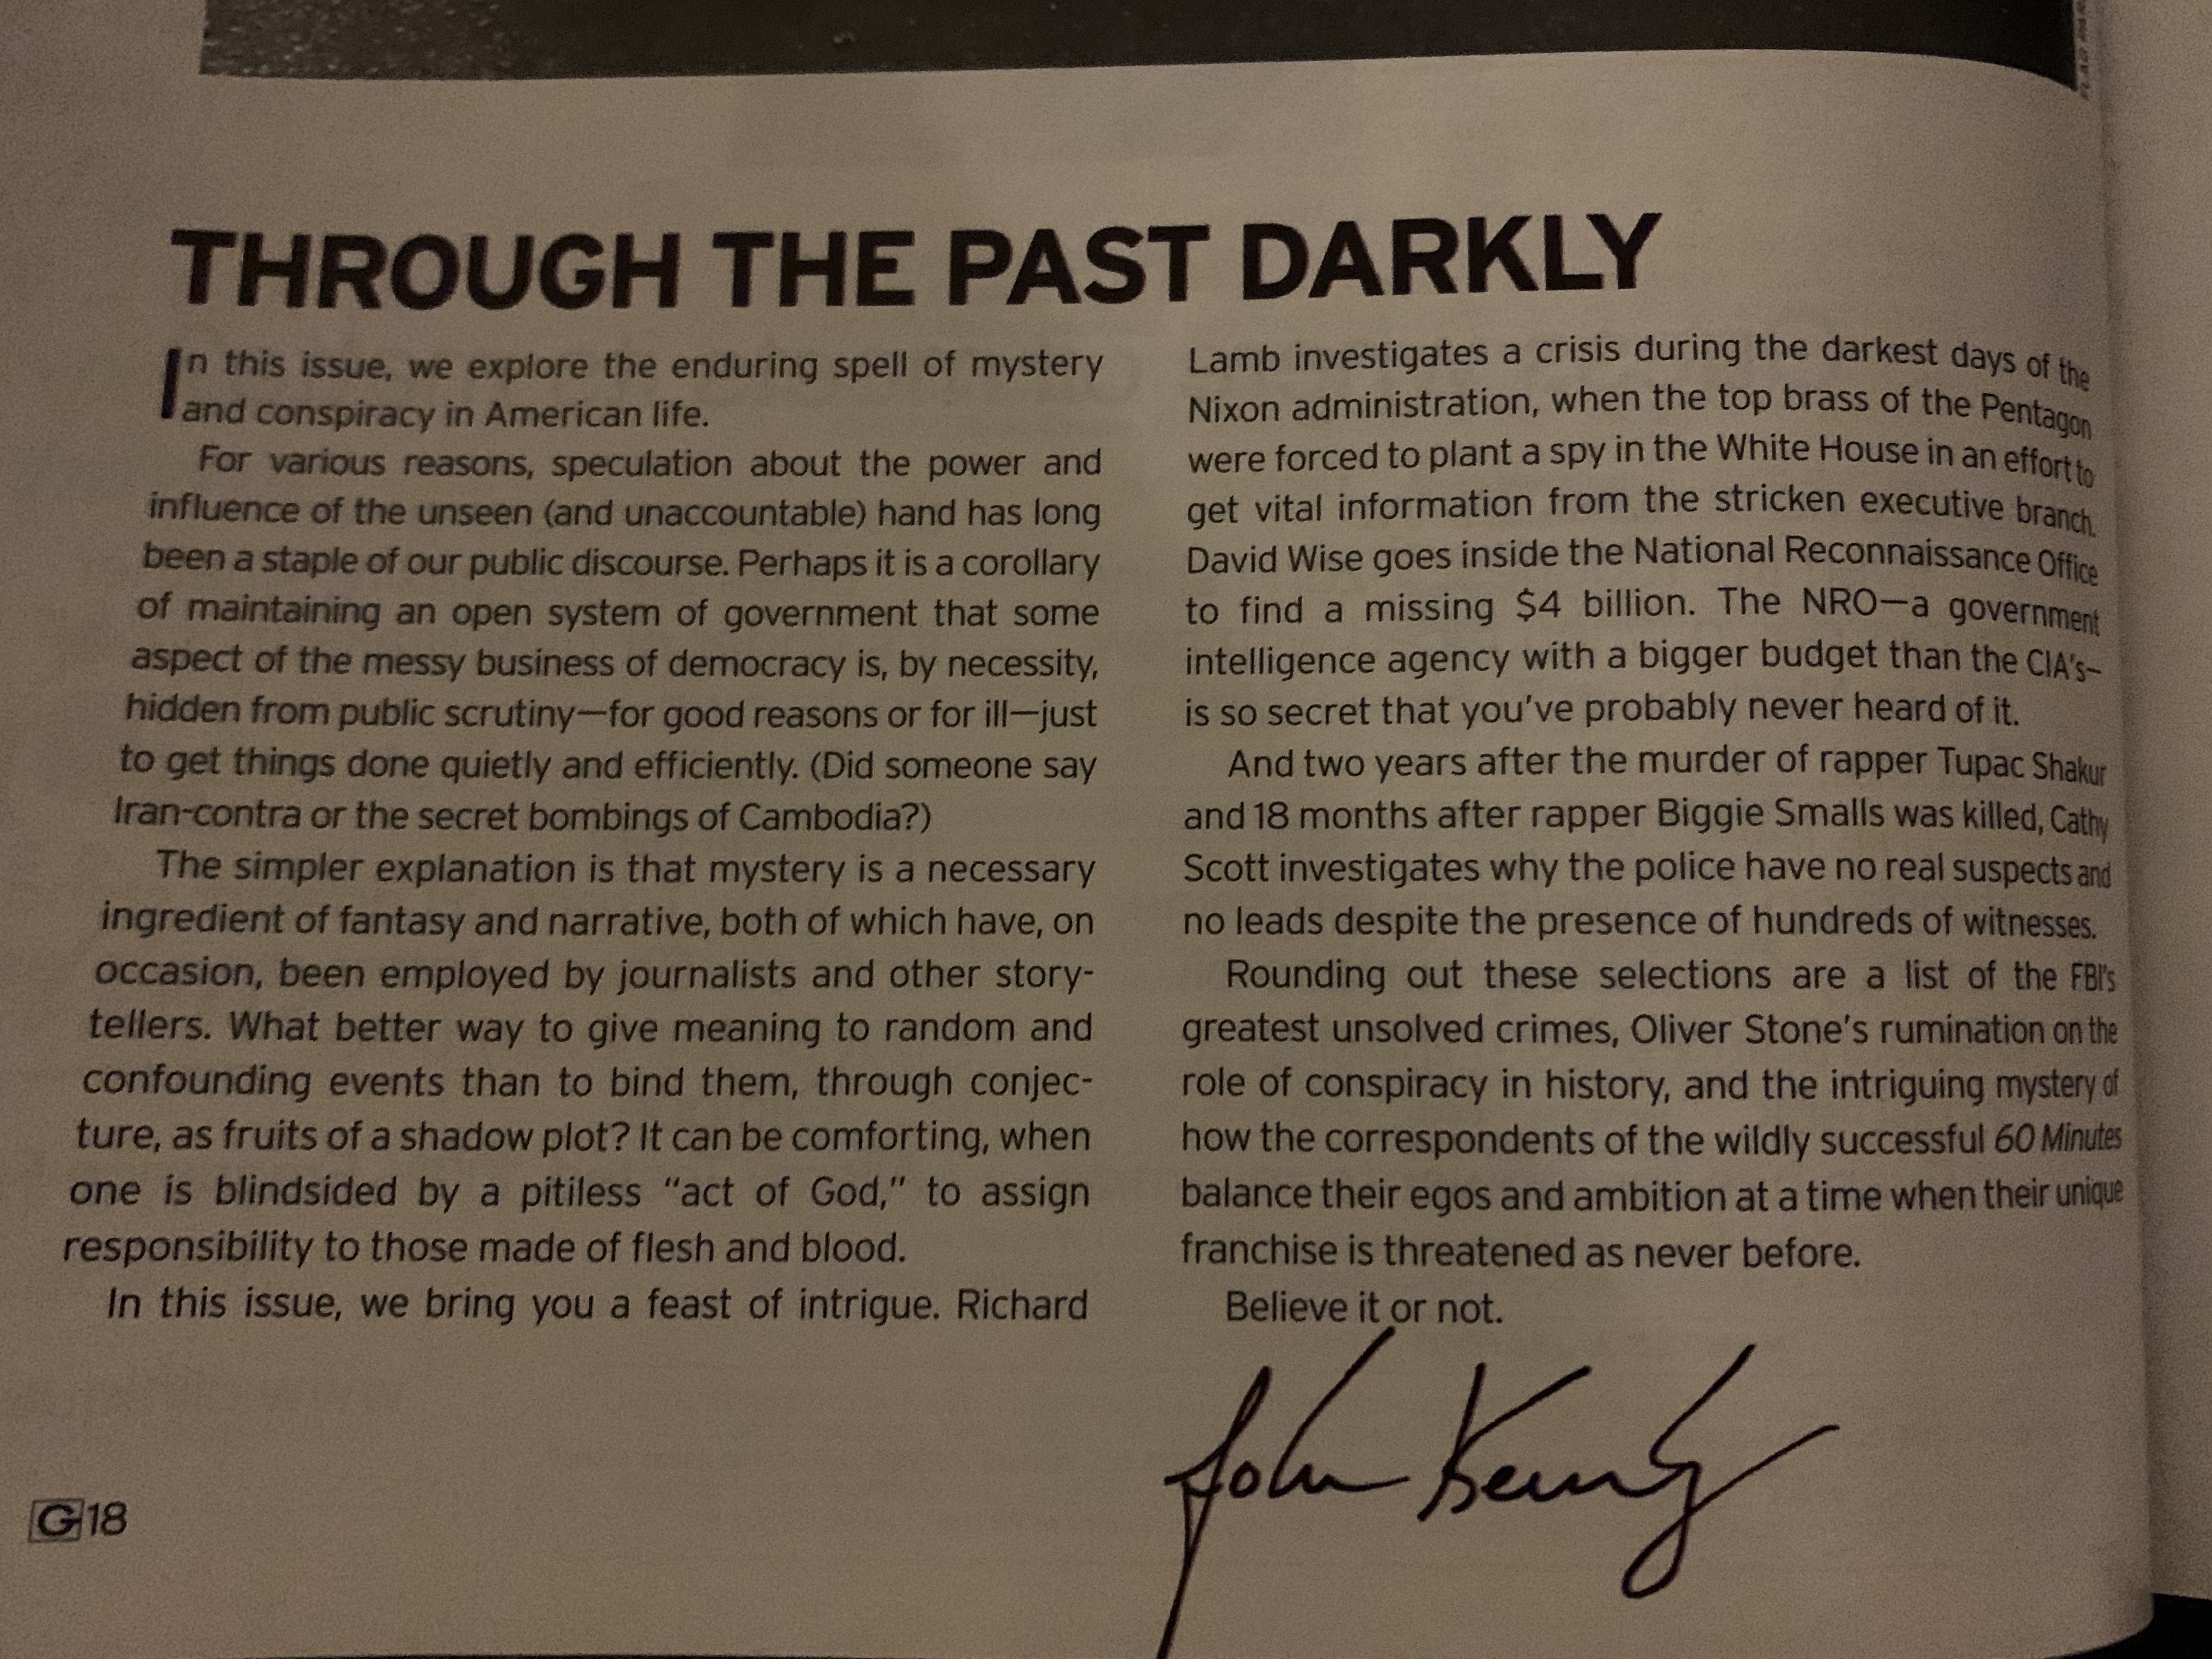 THROUGH THE PAST DARKLY
In this issue, we explore the enduring spell of mystery
and conspiracy in American life.
For various reasons, speculation about the power and
influence of the unseen (and unaccountable) hand has long
been a staple of our public discourse. Perhaps it is a corollary
of maintaining an open system of government that some
aspect of the messy business of democracy is, by necessity,
hidden from public scrutiny—for good reasons or for ill—just
to get things done quietly and efficiently. (Did someone say
Iran-contra or the secret bombings of Cambodia?)
The simpler explanation is that mystery is a necessary
ingredient of fantasy and narrative, both of which have, on
occasion, been employed by journalists and other story-
tellers. What better way to give meaning to random and
confounding events than to bind them, through conjec-
ture, as fruits of a shadow plot? It can be comforting, when
one is blindsided by a pitiless “act of God,” to assign
responsibility to those made of flesh and blood.
In this issue, we bring you a feast of intrigue. Richard
Lamb investigates a crisis during the darkest days of the
Nixon administration, when the top brass of the Pentagon
were forced to plant a spy in the White House in an effort to
get vital information from the stricken executive branch.
David Wise goes inside the National Reconnaissance Office
to find a missing $4 billion. The NRO—a government
intelligence agency with a bigger budget than the CIA's—
is so secret that you've probably never heard of it.
And two years after the murder of rapper Tupac Shakur
and 18 months after rapper Biggie Smalls was killed, Cathy
Scott investigates why the police have no real suspects and
no leads despite the presence of hundreds of witnesses.
Rounding out these selections are a list of the FBI's
greatest unsolved crimes, Oliver Stone's rumination on the
role of conspiracy in history, and the intriguing mystery of
how the correspondents of the wildly successful 60 Minutes
balance their egos and ambition at a time when their unique
franchise is threatened as never before.
Believe it or not.
John Kennedy
G 18